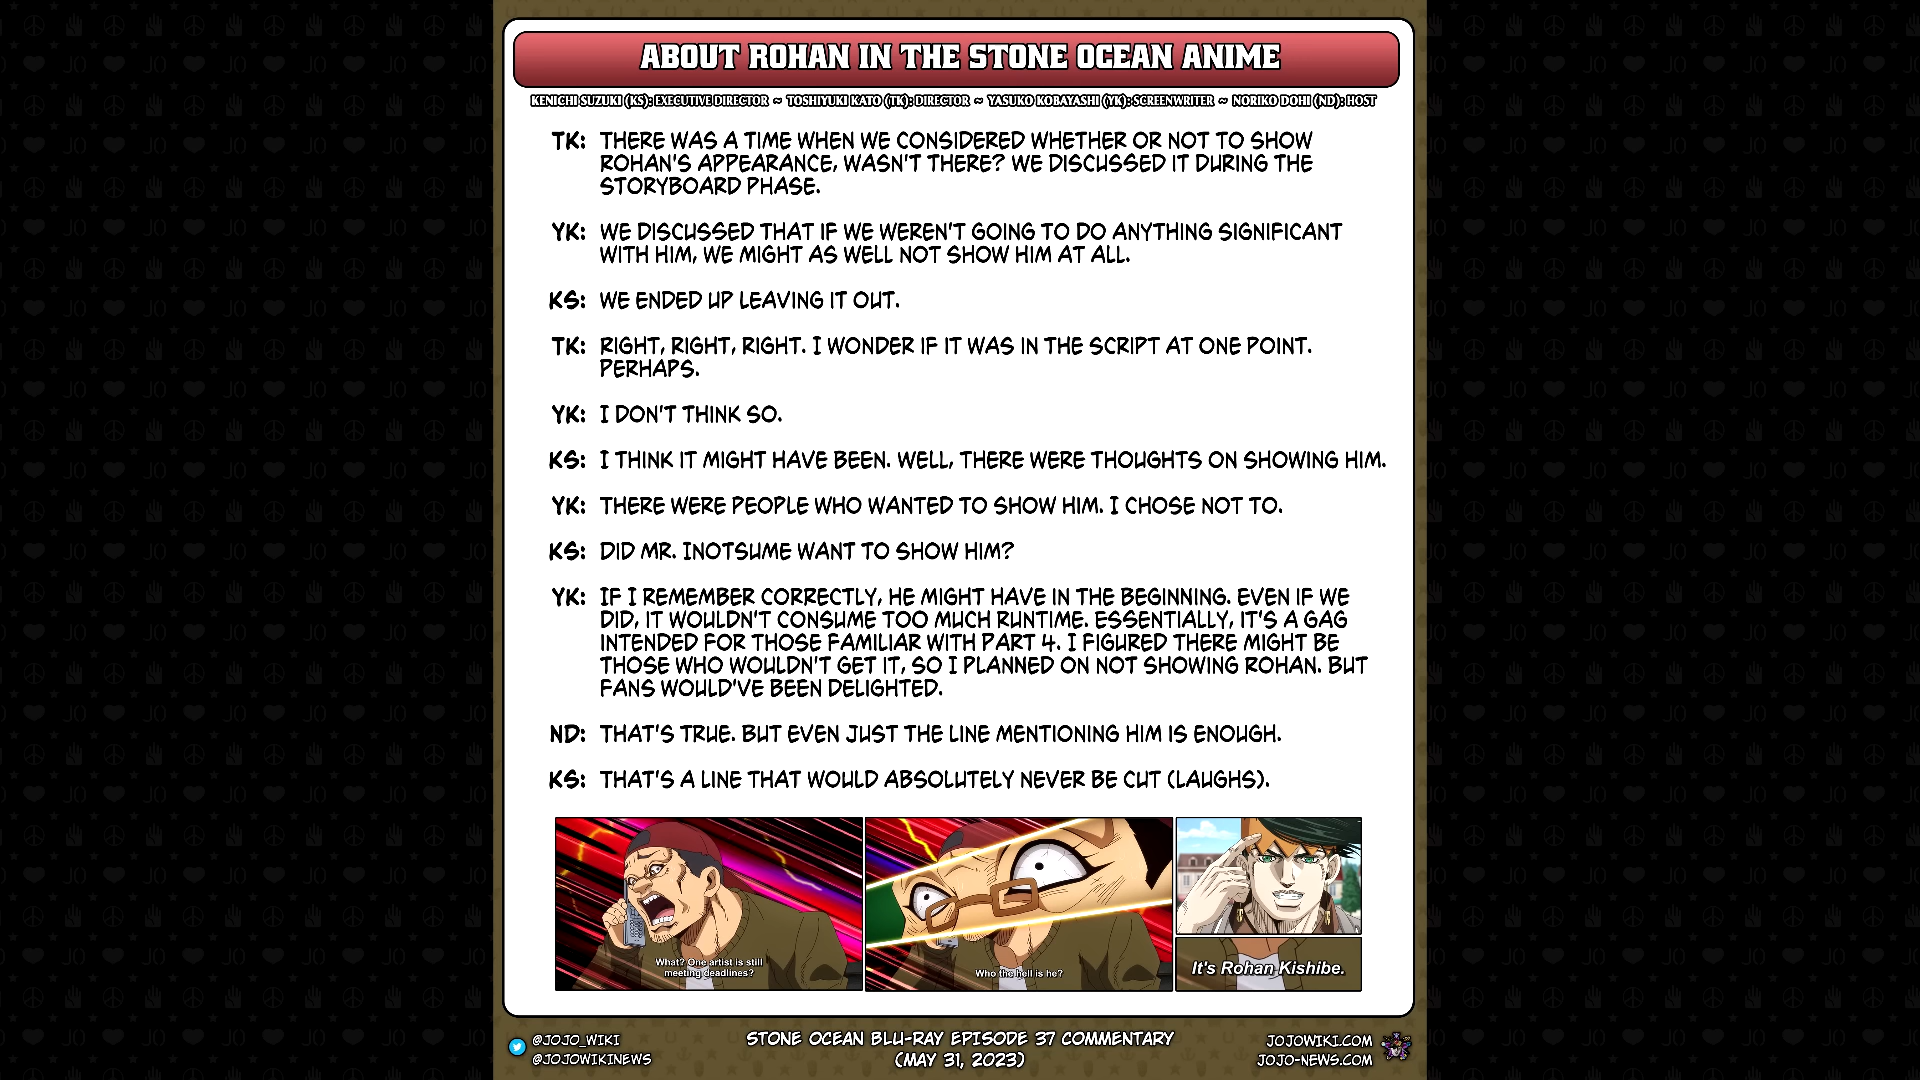 ABOUT ROHAN IN THE STONE OCEAN ANIME
KENICHI SUZUKI (KS): EXECUTIVE DIRECTOR ~ TOSHIYUKI KATO (TK): DIRECTOR ~ YASUKO KOBAYASHI (YK): SCREENWRITER ~ NORIKO DOHI (ND): HOST
TK: THERE WAS A TIME WHEN WE CONSIDERED WHETHER OR NOT TO SHOW
ROHAN'S APPEARANCE, WASN'T THERE? WE DISCUSSED IT DURING THE
STORYBOARD PHASE.
YK: WE DISCUSSED THAT IF WE WEREN'T GOING TO DO ANYTHING SIGNIFICANT
WITH HIM, WE MIGHT AS WELL NOT SHOW HIM AT ALL.
KS: WE ENDED UP LEAVING IT OUT.
TK: RIGHT, RIGHT, RIGHT. I WONDER IF IT WAS IN THE SCRIPT AT ONE POINT.
PERHAPS.
YK: I DON'T THINK SO.
KS: I THINK IT MIGHT HAVE BEEN. WELL, THERE WERE THOUGHTS ON SHOWING HIM.
YK: THERE WERE PEOPLE WHO WANTED TO SHOW HIM. I CHOSE NOT TO.
KS: DID MR. INOTSUME WANT TO SHOW HIM?
YK: IF I REMEMBER CORRECTLY, HE MIGHT HAVE IN THE BEGINNING. EVEN IF WE
DID, IT WOULDN'T CONSUME TOO MUCH RUNTIME. ESSENTIALLY, IT'S A GAG
INTENDED FOR THOSE FAMILIAR WITH PART 4. I FIGURED THERE MIGHT BE
THOSE WHO WOULDN'T GET IT, SO I PLANNED ON NOT SHOWING ROHAN. BUT
FANS WOULD'VE BEEN DELIGHTED.
ND: THAT'S TRUE. BUT EVEN JUST THE LINE MENTIONING HIM IS ENOUGH.
KS: THAT'S A LINE THAT WOULD ABSOLUTELY NEVER BE CUT (LAUGHS).
What? One artist is still
meeting deadlines?
Who the hell is he?
It's Rohan Kishibe.
@JOJO_WIKI
@JOJOWIKINEWS
STONE OCEAN BLU-RAY EPISODE 37 COMMENTARY
(MAY 31, 2023)
JOJOWIKI.COM
JOJO-NEWS.COM